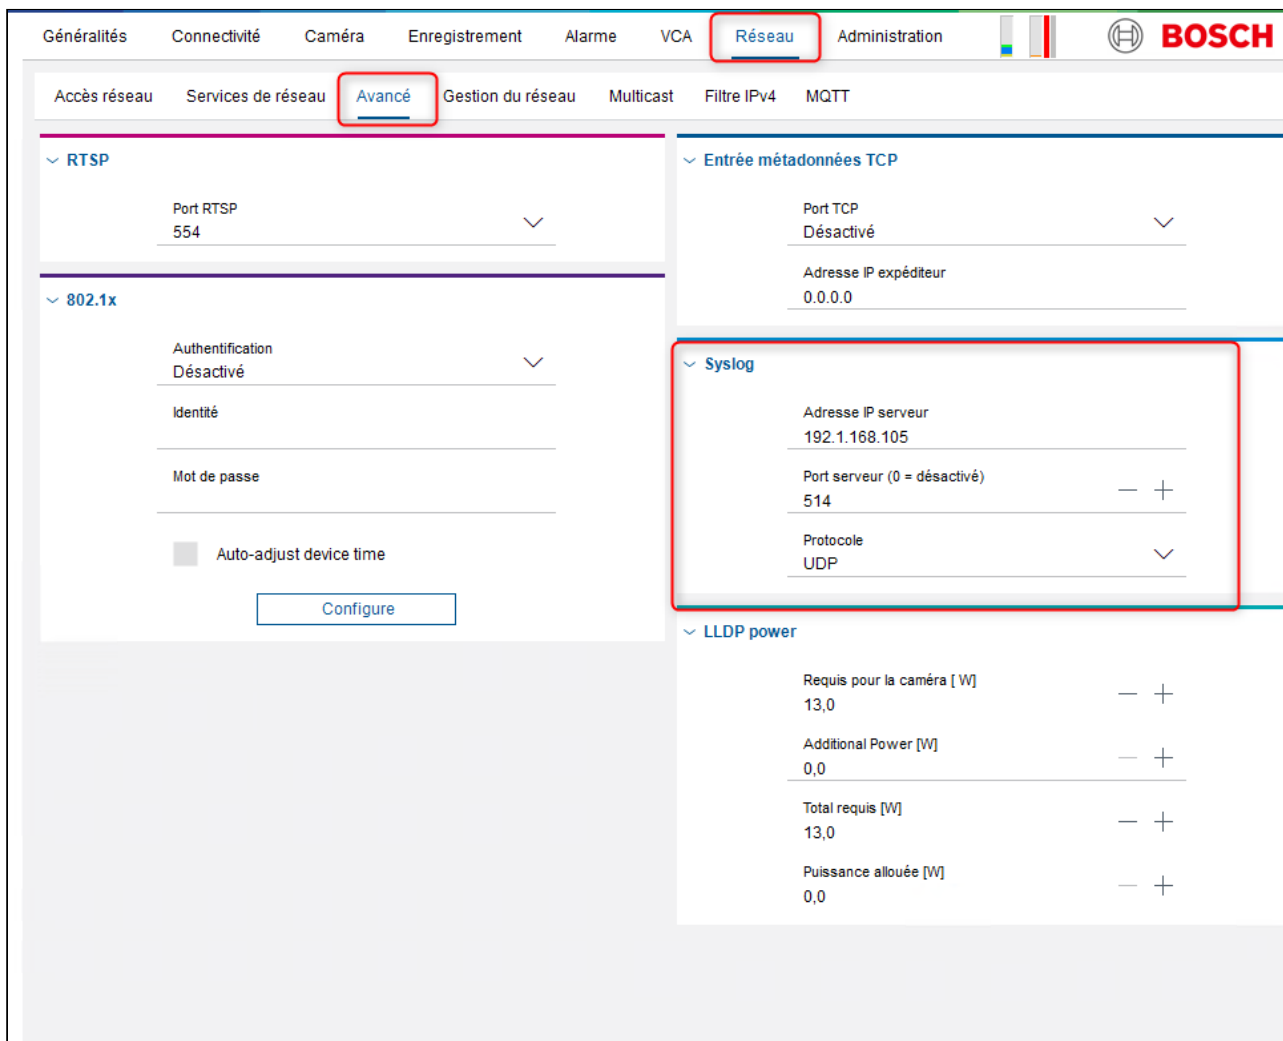 Généralités Connectivité Caméra Enregistrement Alarme VCA Réseau Administration BOSCH
Accès réseau Services de réseau Avancé Gestion du réseau Multicast Filtre IPv4 MQTT
RTSP
Port RTSP
554
802.1x
Authentification
Désactivé
Identité
Mot de passe
Auto-adjust device time
Configure
Entrée métadonnées TCP
Port TCP
Désactivé
Adresse IP expéditeur
0.0.0.0
Syslog
Adresse IP serveur
192.1.168.105
Port serveur (0 = désactivé)
514
Protocole
UDP
LLDP power
Requis pour la caméra [ W]
13,0
Additional Power [W]
0,0
Total requis [W]
13,0
Puissance allouée [W]
0,0